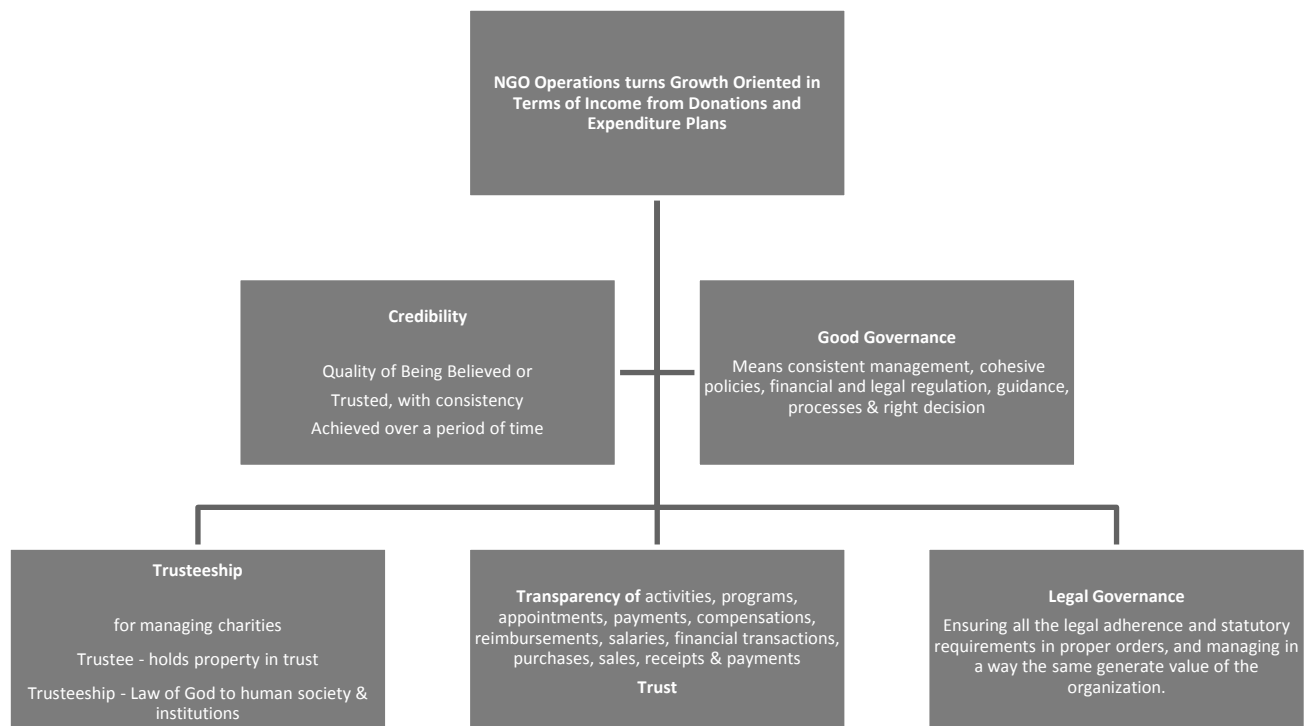 NGO Operations turns Growth Oriented in
Terms of Income from Donations and
Expenditure Plans
Credibility
Quality of Being Believed or
Trusted, with consistency
Achieved over a period of time
Good Governance
Means consistent management, cohesive
policies, financial and legal regulation, guidance,
processes & right decision
Trusteeship
for managing charities
Trustee - holds property in trust
Trusteeship - Law of God to human society &
institutions
Transparency of activities, programs,
appointments, payments, compensations,
reimbursements, salaries, financial transactions,
purchases, sales, receipts & payments
Trust
Legal Governance
Ensuring all the legal adherence and statutory
requirements in proper orders, and managing in
a way the same generate value of the
organization.